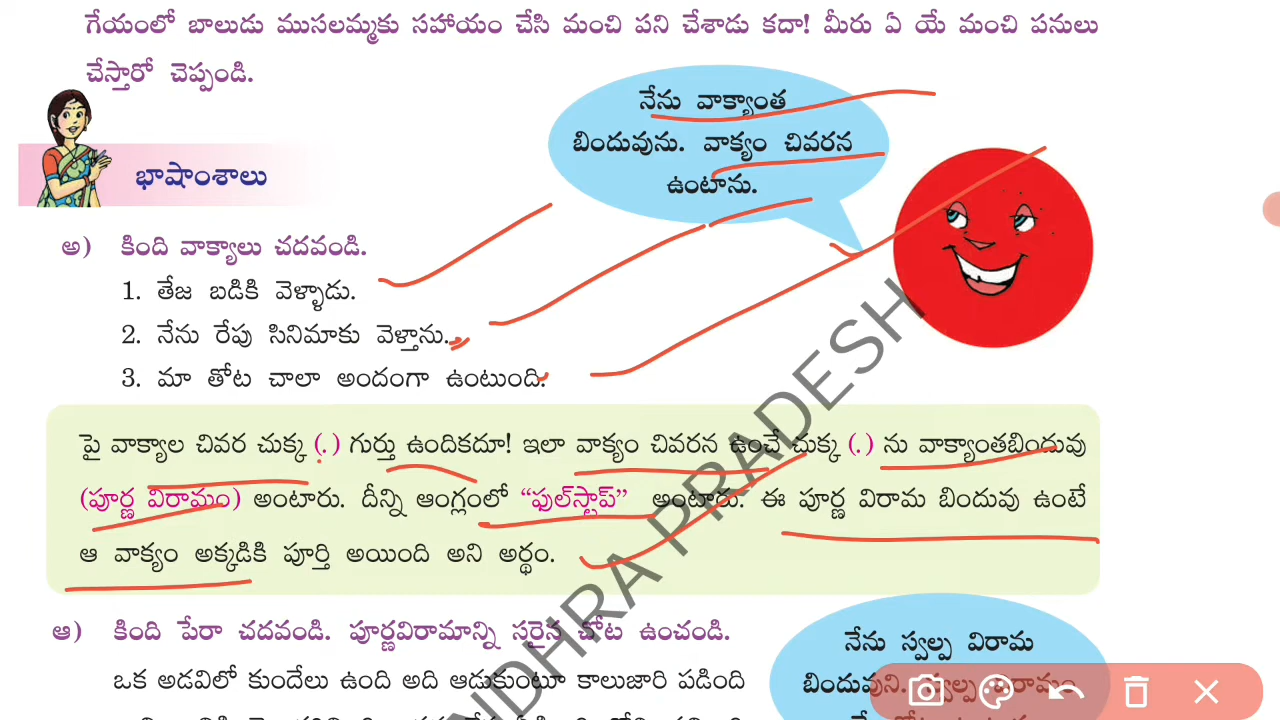 గేయంలో బాలుడు ముసలమ్మకు సహాయం చేసి మంచి పని చేశాడు కదా! మీరు ఏ యే మంచి పనులు
చేస్తారో చెప్పండి.
నేను వాక్యాంత
బిందువును. వాక్యం చివరన
ఉంటాను.
భాషాంశాలు
అ) కింది వాక్యాలు చదవండి.
1. తేజ బడికి వెళ్ళాడు.
2. నేను రేపు సినిమాకు వెళ్తాను.
3. మా తోట చాలా అందంగా ఉంటుంది.
పై వాక్యాల చివర చుక్క (.) గుర్తు ఉందికదూ! ఇలా వాక్యం చివరన ఉంచే చుక్క (.) ను వాక్యాంతబిందువు
(పూర్ణ విరామం) అంటారు. దీన్ని ఆంగ్లంలో “ఫుల్‌స్టాప్” అంటారు. ఈ పూర్ణ విరామ బిందువు ఉంటే
ఆ వాక్యం అక్కడికి పూర్తి అయింది అని అర్థం.
ఆ) కింది పేరా చదవండి. పూర్ణవిరామాన్ని సరైన చోట ఉంచండి.
ఒక అడవిలో కుందేలు ఉంది అది ఆడుకుంటూ కాలుజారి పడింది
నేను స్వల్ప విరామ
బిందువుని. స్వల్ప విరామం
ANDHRA PRADESH